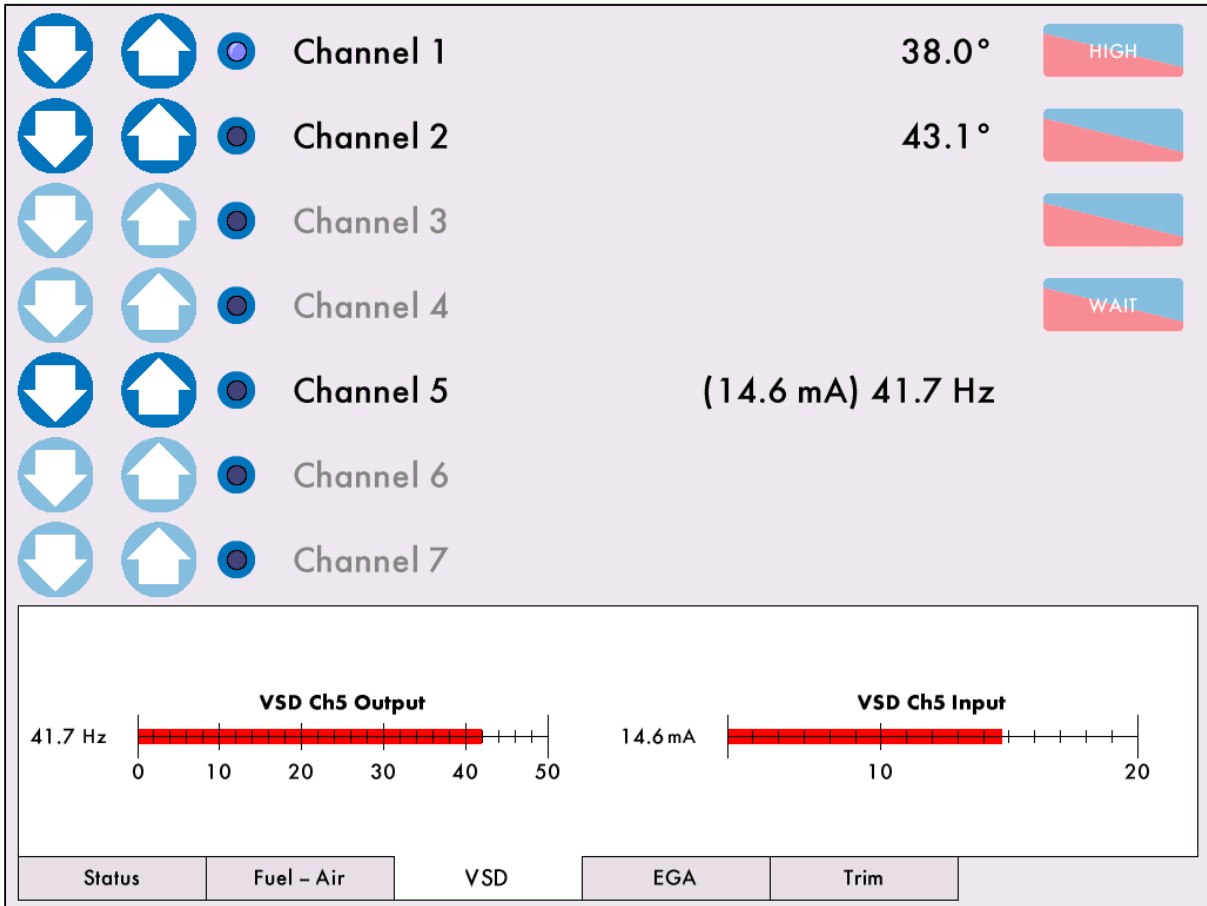 Channel 1 38.0° HIGH
Channel 2 43.1°
Channel 3
Channel 4 WAIT
Channel 5 (14.6 mA) 41.7 Hz
Channel 6
Channel 7
VSD Ch5 Output VSD Ch5 Input
41.7 Hz 14.6 mA
0 10 20 30 40 50 10 20
Status Fuel – Air VSD EGA Trim